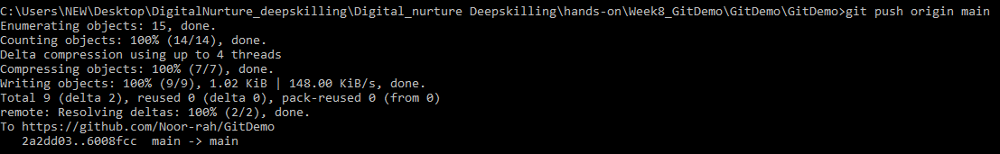 C:\Users\NEW\Desktop\DigitalNurture_deepskilling\Digital_nurture Deepskilling\hands-on\Week8_GitDemo\GitDemo\GitDemo>git push origin main
Enumerating objects: 15, done.
Counting objects: 100% (14/14), done.
Delta compression using up to 4 threads
Compressing objects: 100% (7/7), done.
Writing objects: 100% (9/9), 1.02 KiB | 148.00 KiB/s, done.
Total 9 (delta 2), reused 0 (delta 0), pack-reused 0 (from 0)
remote: Resolving deltas: 100% (2/2), done.
To https://github.com/Noor-rah/GitDemo
   2a2dd03..6008fcc  main -> main